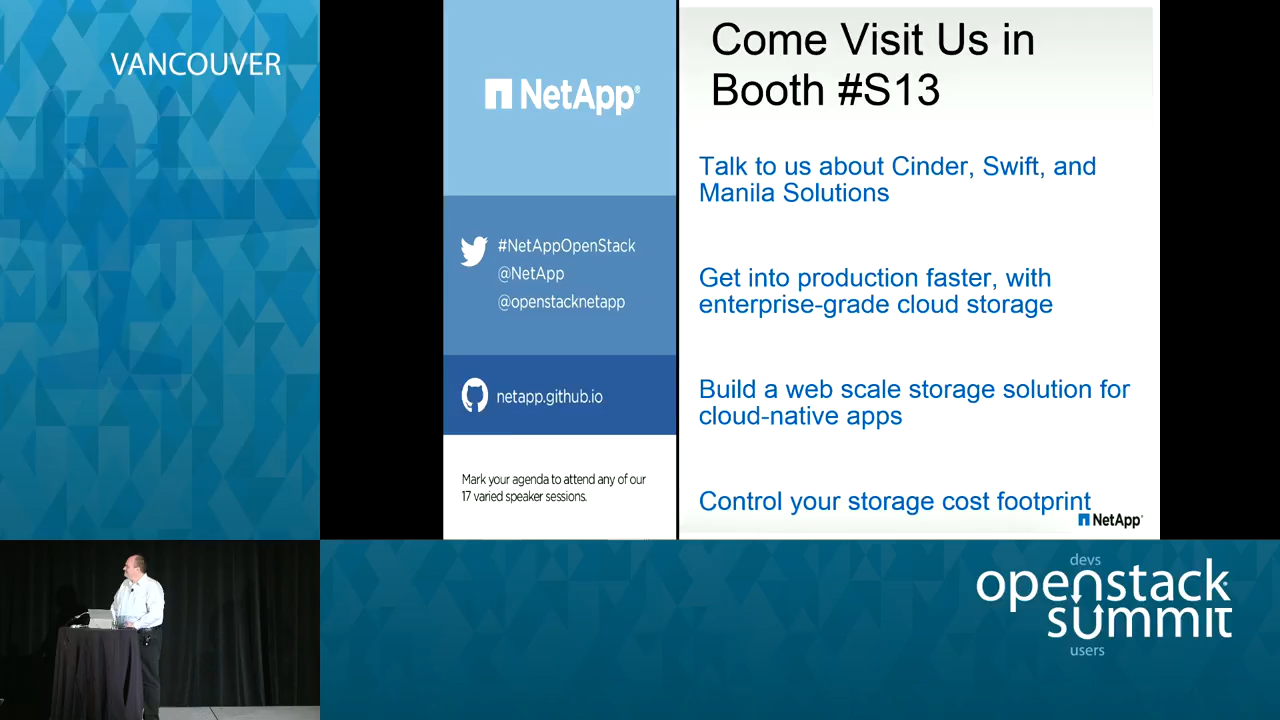 VANCOUVER
NetApp®
#NetAppOpenStack
@NetApp
@openstacknetapp
netapp.github.io
Mark your agenda to attend any of our
17 varied speaker sessions.
Come Visit Us in
Booth #S13
Talk to us about Cinder, Swift, and
Manila Solutions
Get into production faster, with
enterprise-grade cloud storage
Build a web scale storage solution for
cloud-native apps
Control your storage cost footprint
NetApp®
devs
openstack
summit
users